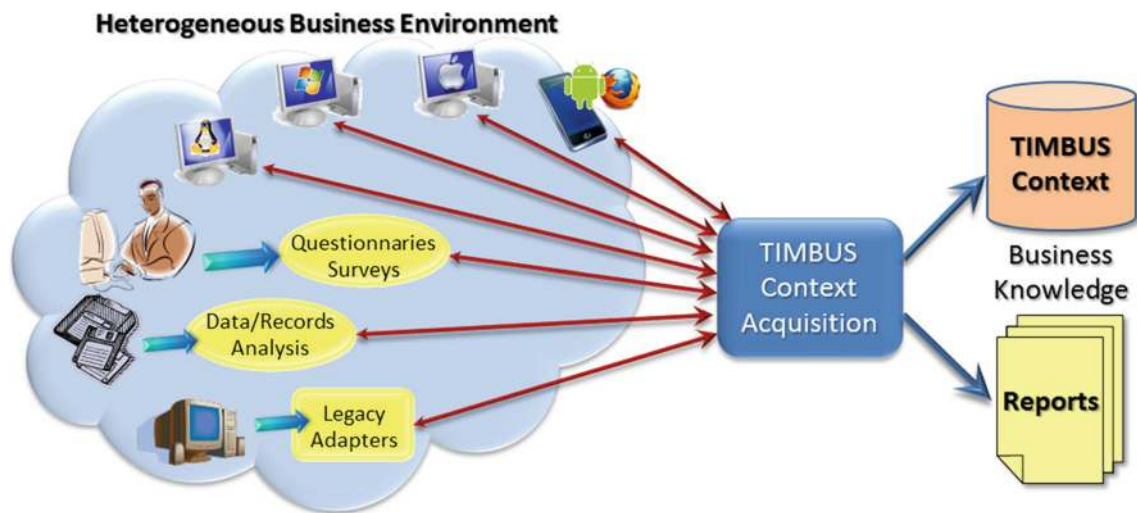 Heterogeneous Business Environment
Questionnaries
Surveys
Data/Records
Analysis
Legacy
Adapters
TIMBUS
Context
Acquisition
TIMBUS
Context
Business
Knowledge
Reports